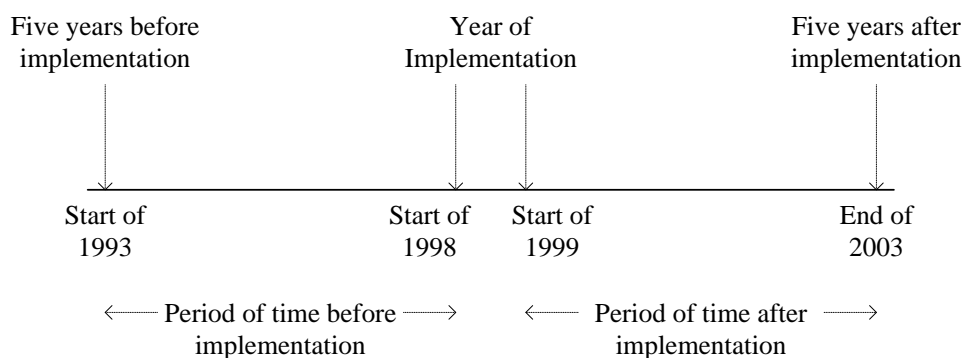 Five years before
implementation
Year of
Implementation
Five years after
implementation
Start of
1993
Start of
1998
Start of
1999
End of
2003
Period of time before
implementation
Period of time after
implementation